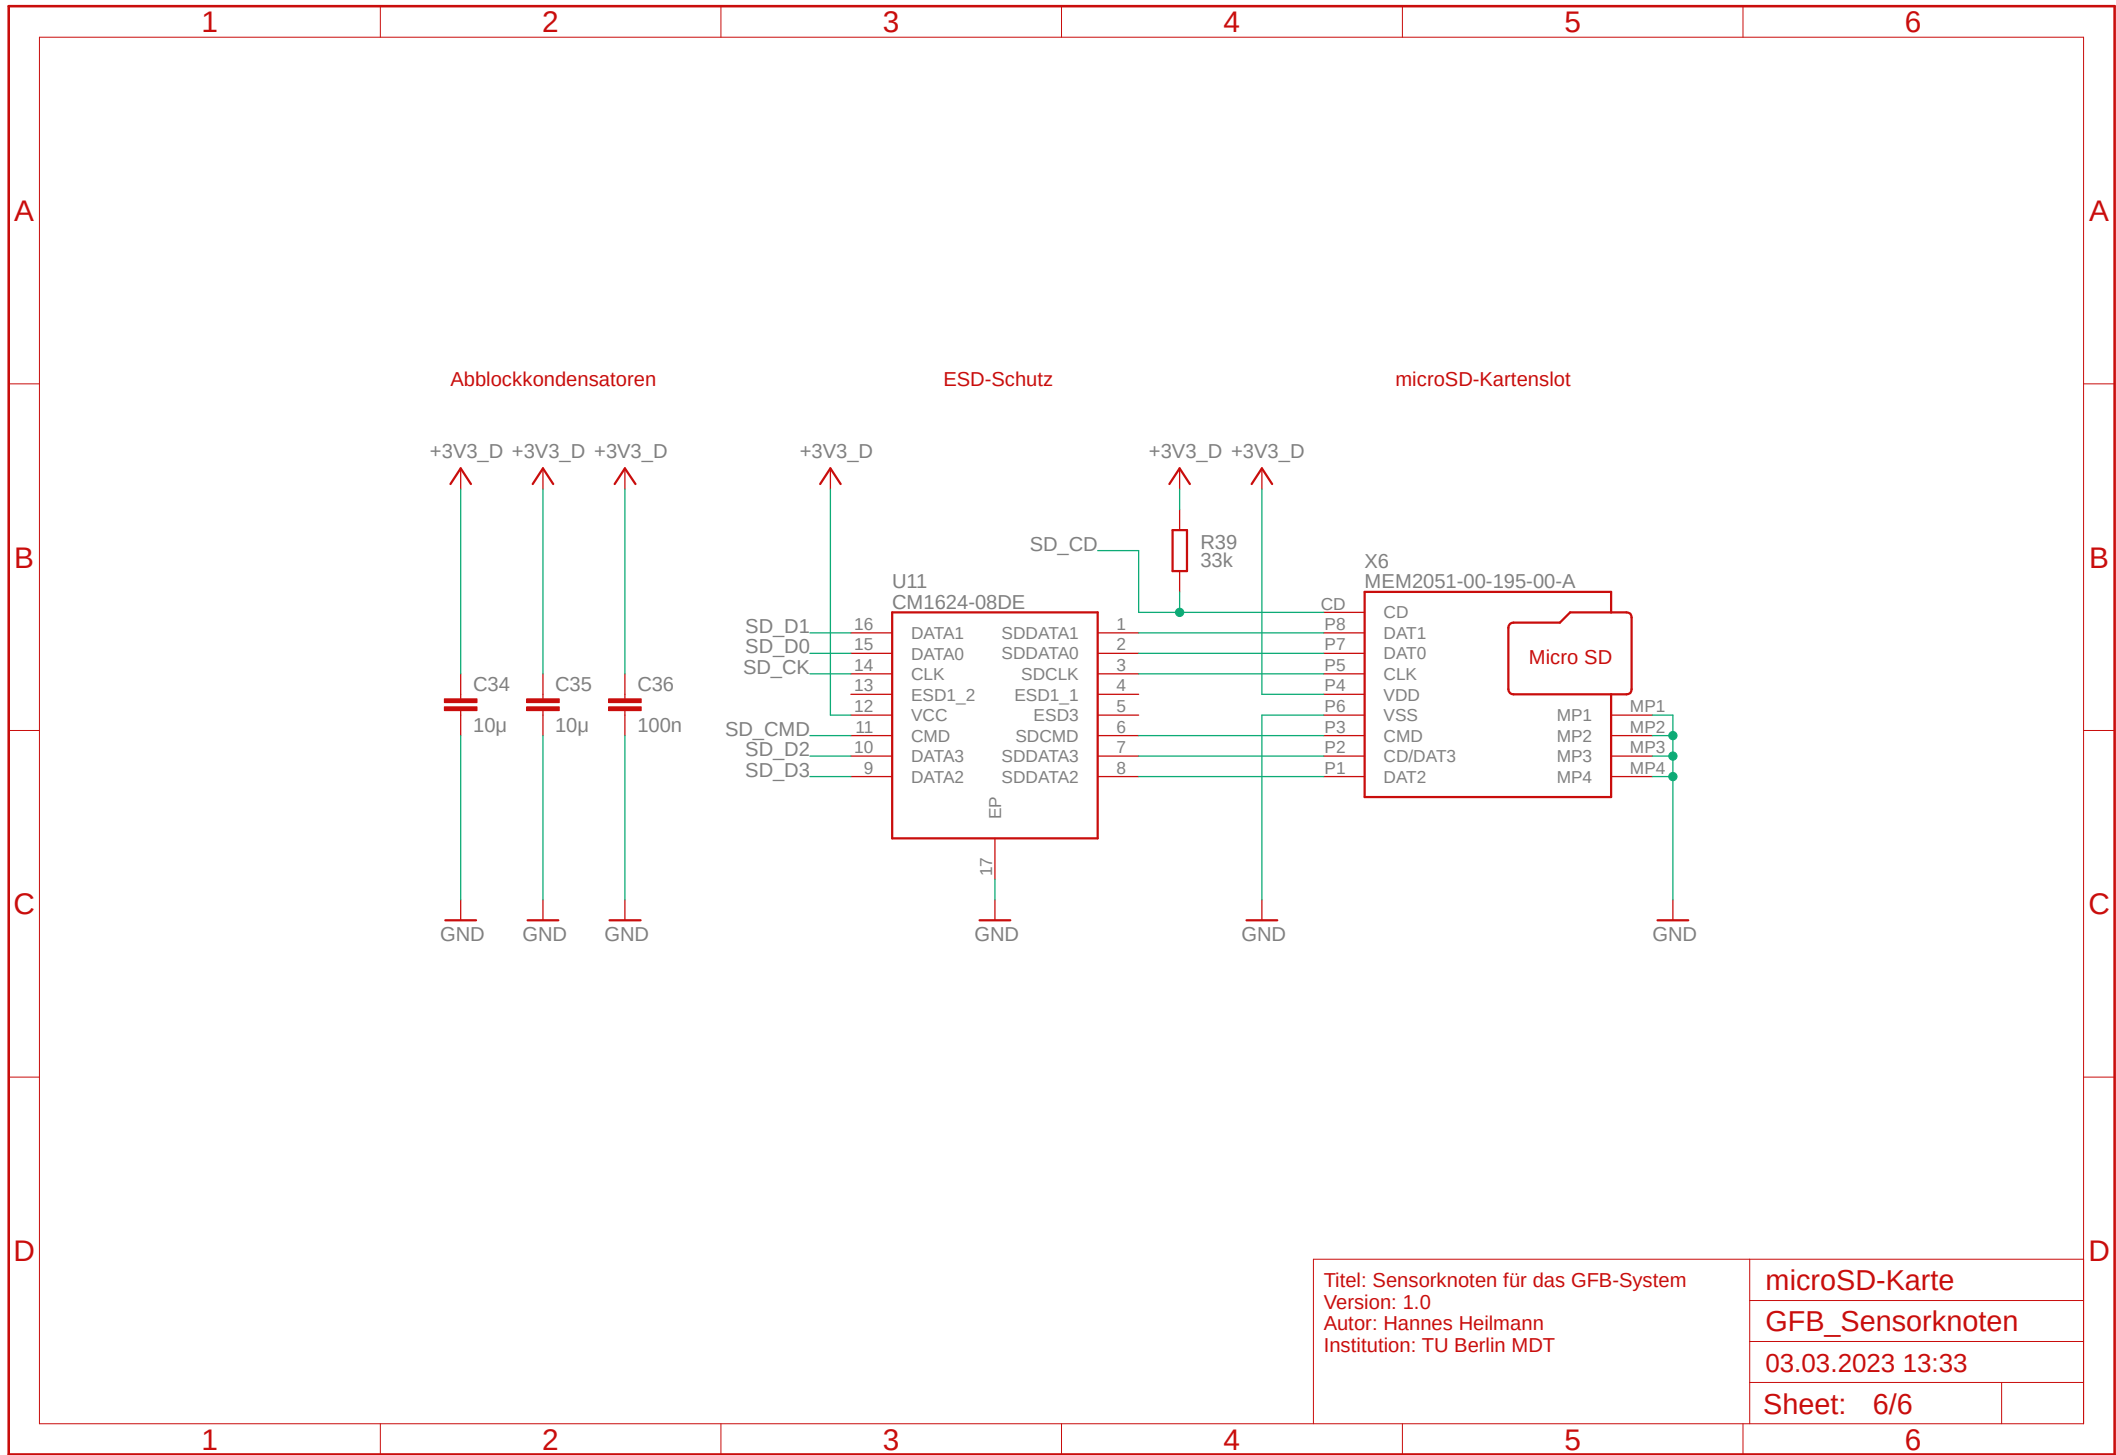 1 2 3 4 5 6
A A
Abblockkondensatoren ESD-Schutz microSD-Kartenslot
+3V3_D +3V3_D +3V3_D +3V3_D +3V3_D +3V3_D
B B
SD_CD
R39
33k
X6
MEM2051-00-195-00-A
U11
CM1624-08DE
CD CD
SD_D1 16 DATA1 SDDATA1 1 P8 DAT1
SD_D0 15 DATA0 SDDATA0 2 P7 DAT0
SD_CK 14 CLK SDCLK 3 P5 CLK
13 ESD1_2 ESD1_1 4 P4 VDD
12 VCC ESD3 5 P6 VSS MP1 MP1
SD_CMD 11 CMD SDCMD 6 P3 CMD MP2 MP2
SD_D2 10 DATA3 SDDATA3 7 P2 CD/DAT3 MP3 MP3
SD_D3 9 DATA2 SDDATA2 8 P1 DAT2 MP4 MP4
Micro SD
C34 C35 C36
10µ 10µ 100n
EP
17
C C
GND GND GND GND GND GND
D D
Titel: Sensorknoten für das GFB-System
Version: 1.0
Autor: Hannes Heilmann
Institution: TU Berlin MDT
microSD-Karte
GFB_Sensorknoten
03.03.2023 13:33
Sheet: 6/6
1 2 3 4 5 6